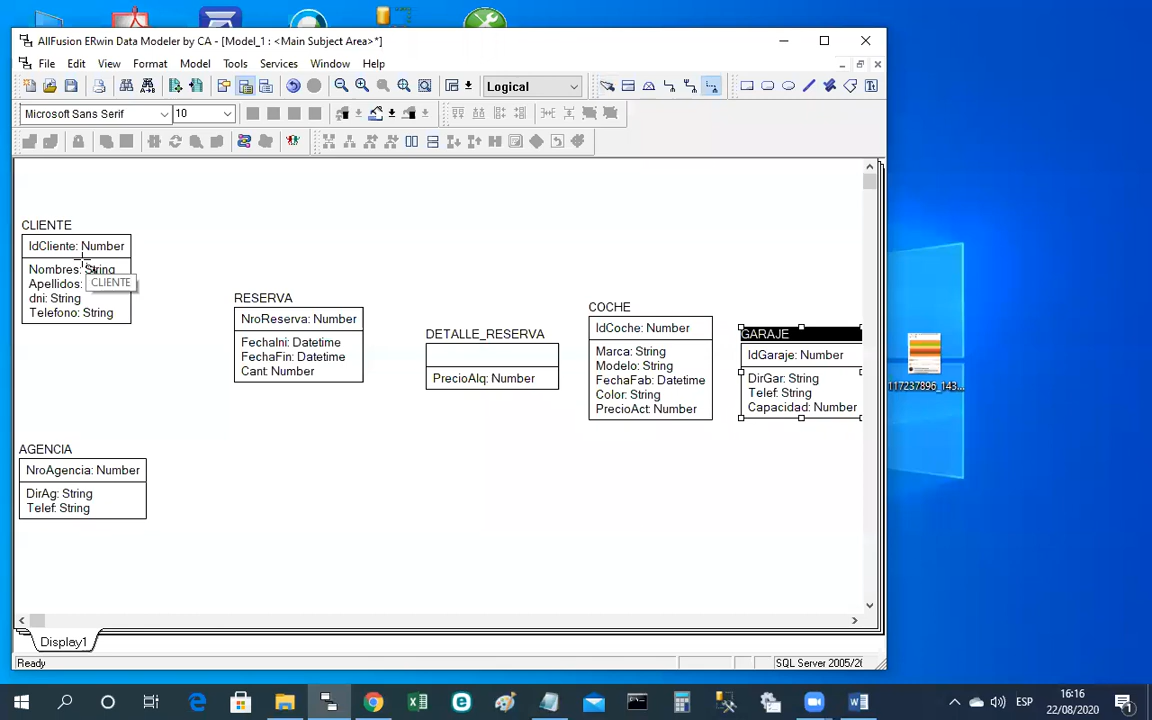 AllFusion ERwin Data Modeler by CA - [Model_1 : <Main Subject Area>*]
File Edit View Format Model Tools Services Window Help
Logical
Microsoft Sans Serif 10
CLIENTE
IdCliente: Number
Nombres: String
Apellidos:
CLIENTE
dni: String
Telefono: String
RESERVA
NroReserva: Number
FechaIni: Datetime
FechaFin: Datetime
Cant: Number
DETALLE_RESERVA
PrecioAlq: Number
COCHE
IdCoche: Number
Marca: String
Modelo: String
FechaFab: Datetime
Color: String
PrecioAct: Number
GARAJE
IdGaraje: Number
DirGar: String
Telef: String
Capacidad: Number
AGENCIA
NroAgencia: Number
DirAg: String
Telef: String
117237896_143...
Display1
Ready
SQL Server 2005/20
ESP
16:16
22/08/2020
1